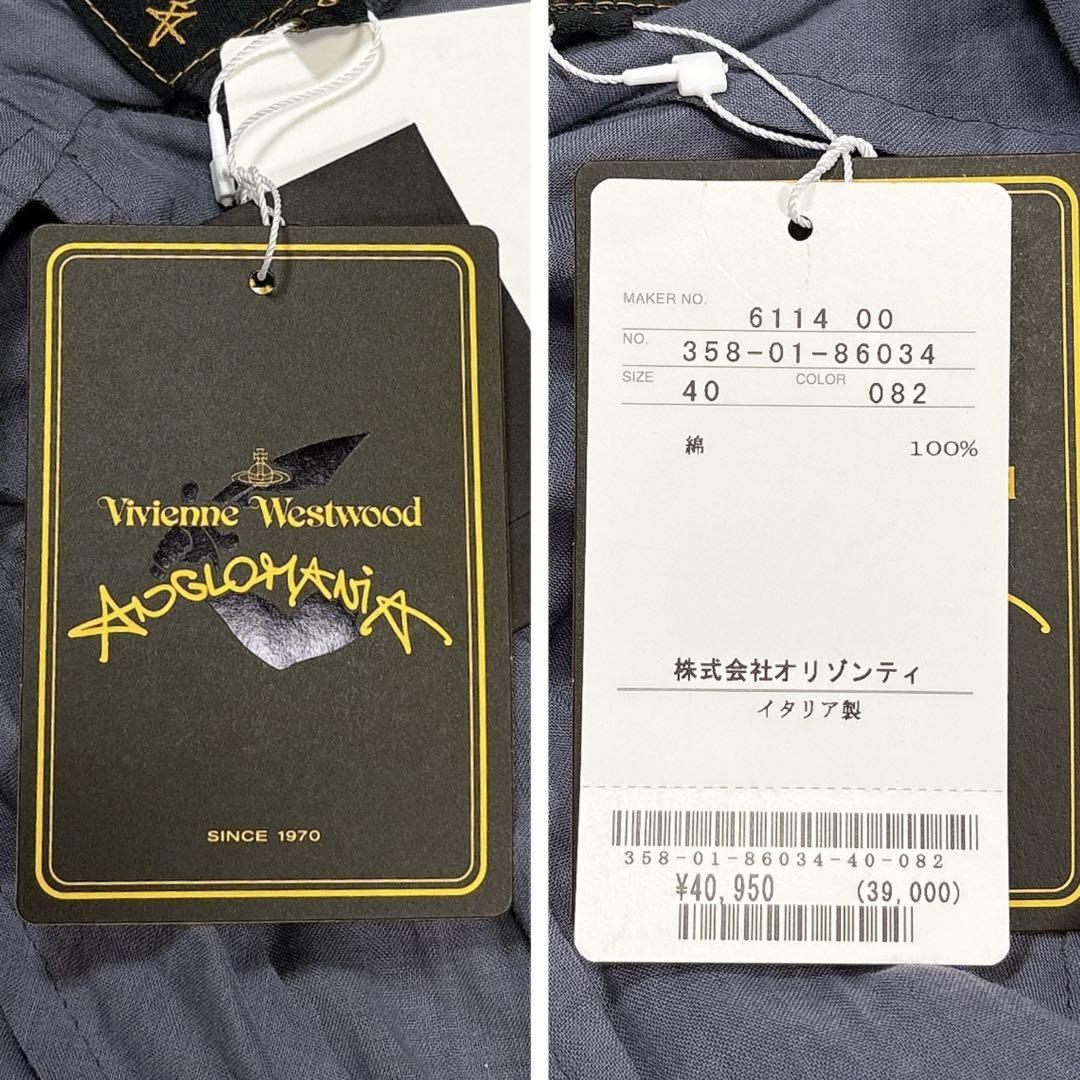 Vivienne Westwood
ANGLOMANiA
SINCE 1970
MAKER NO. 6114 00
NO. 358-01-86034
SIZE 40 COLOR 082
綿 100%
株式会社オリゾンティ
イタリア製
358-01-86034-40-082
¥40,950 (39,000)